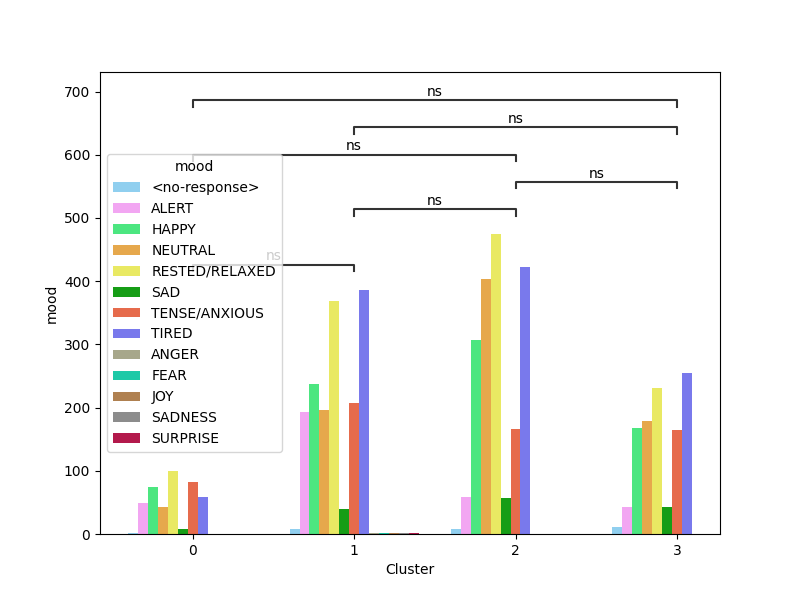 700
600
500
400
300
200
100
0
mood
ns
ns
ns
ns
ns
ns
mood
<no-response>
ALERT
HAPPY
NEUTRAL
RESTED/RELAXED
SAD
TENSE/ANXIOUS
TIRED
ANGER
FEAR
JOY
SADNESS
SURPRISE
0 1 2 3
Cluster